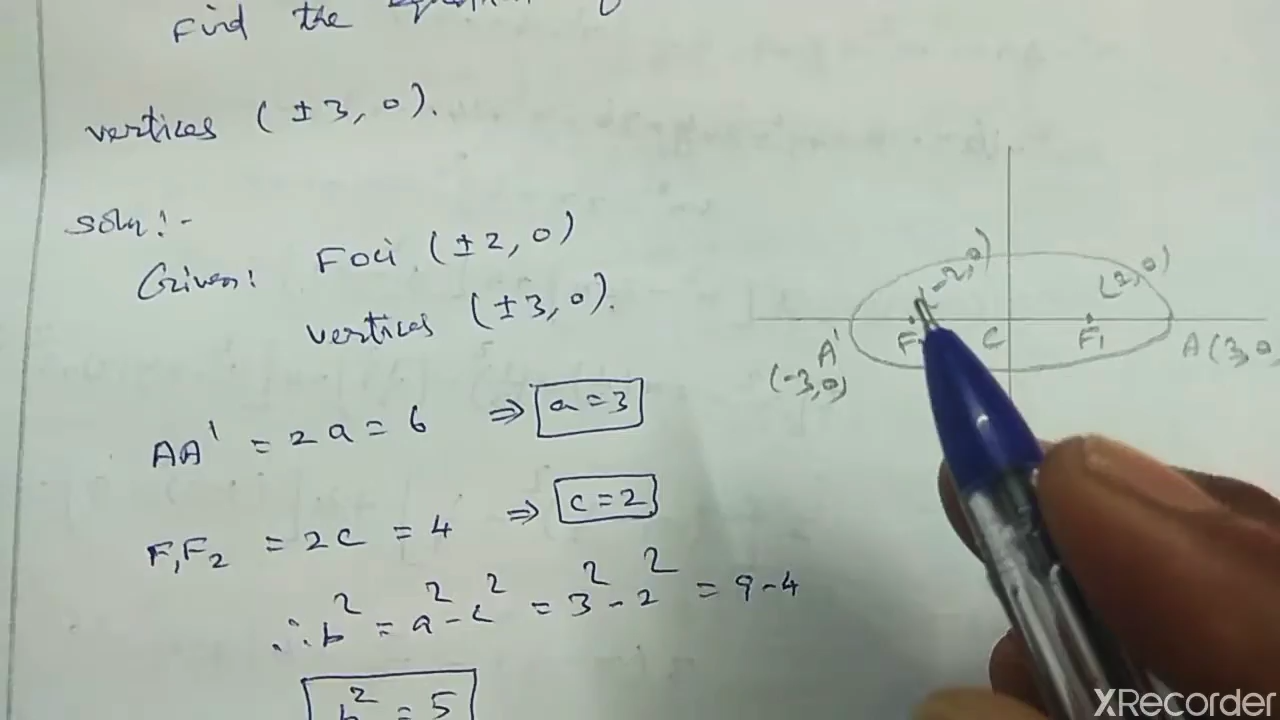 Find the
vertices (±3, 0).
Soln:-
Given: Foci (±2, 0)
vertices (±3, 0).
AA' = 2a = 6 ⇒ a = 3
F₁F₂ = 2c = 4 ⇒ c = 2
∴ b² = a² - c² = 3² - 2² = 9 - 4
b² = 5
(-2, 0)
(2, 0)
A' F C F₁ A (3, 0
(-3, 0)
XRecorder